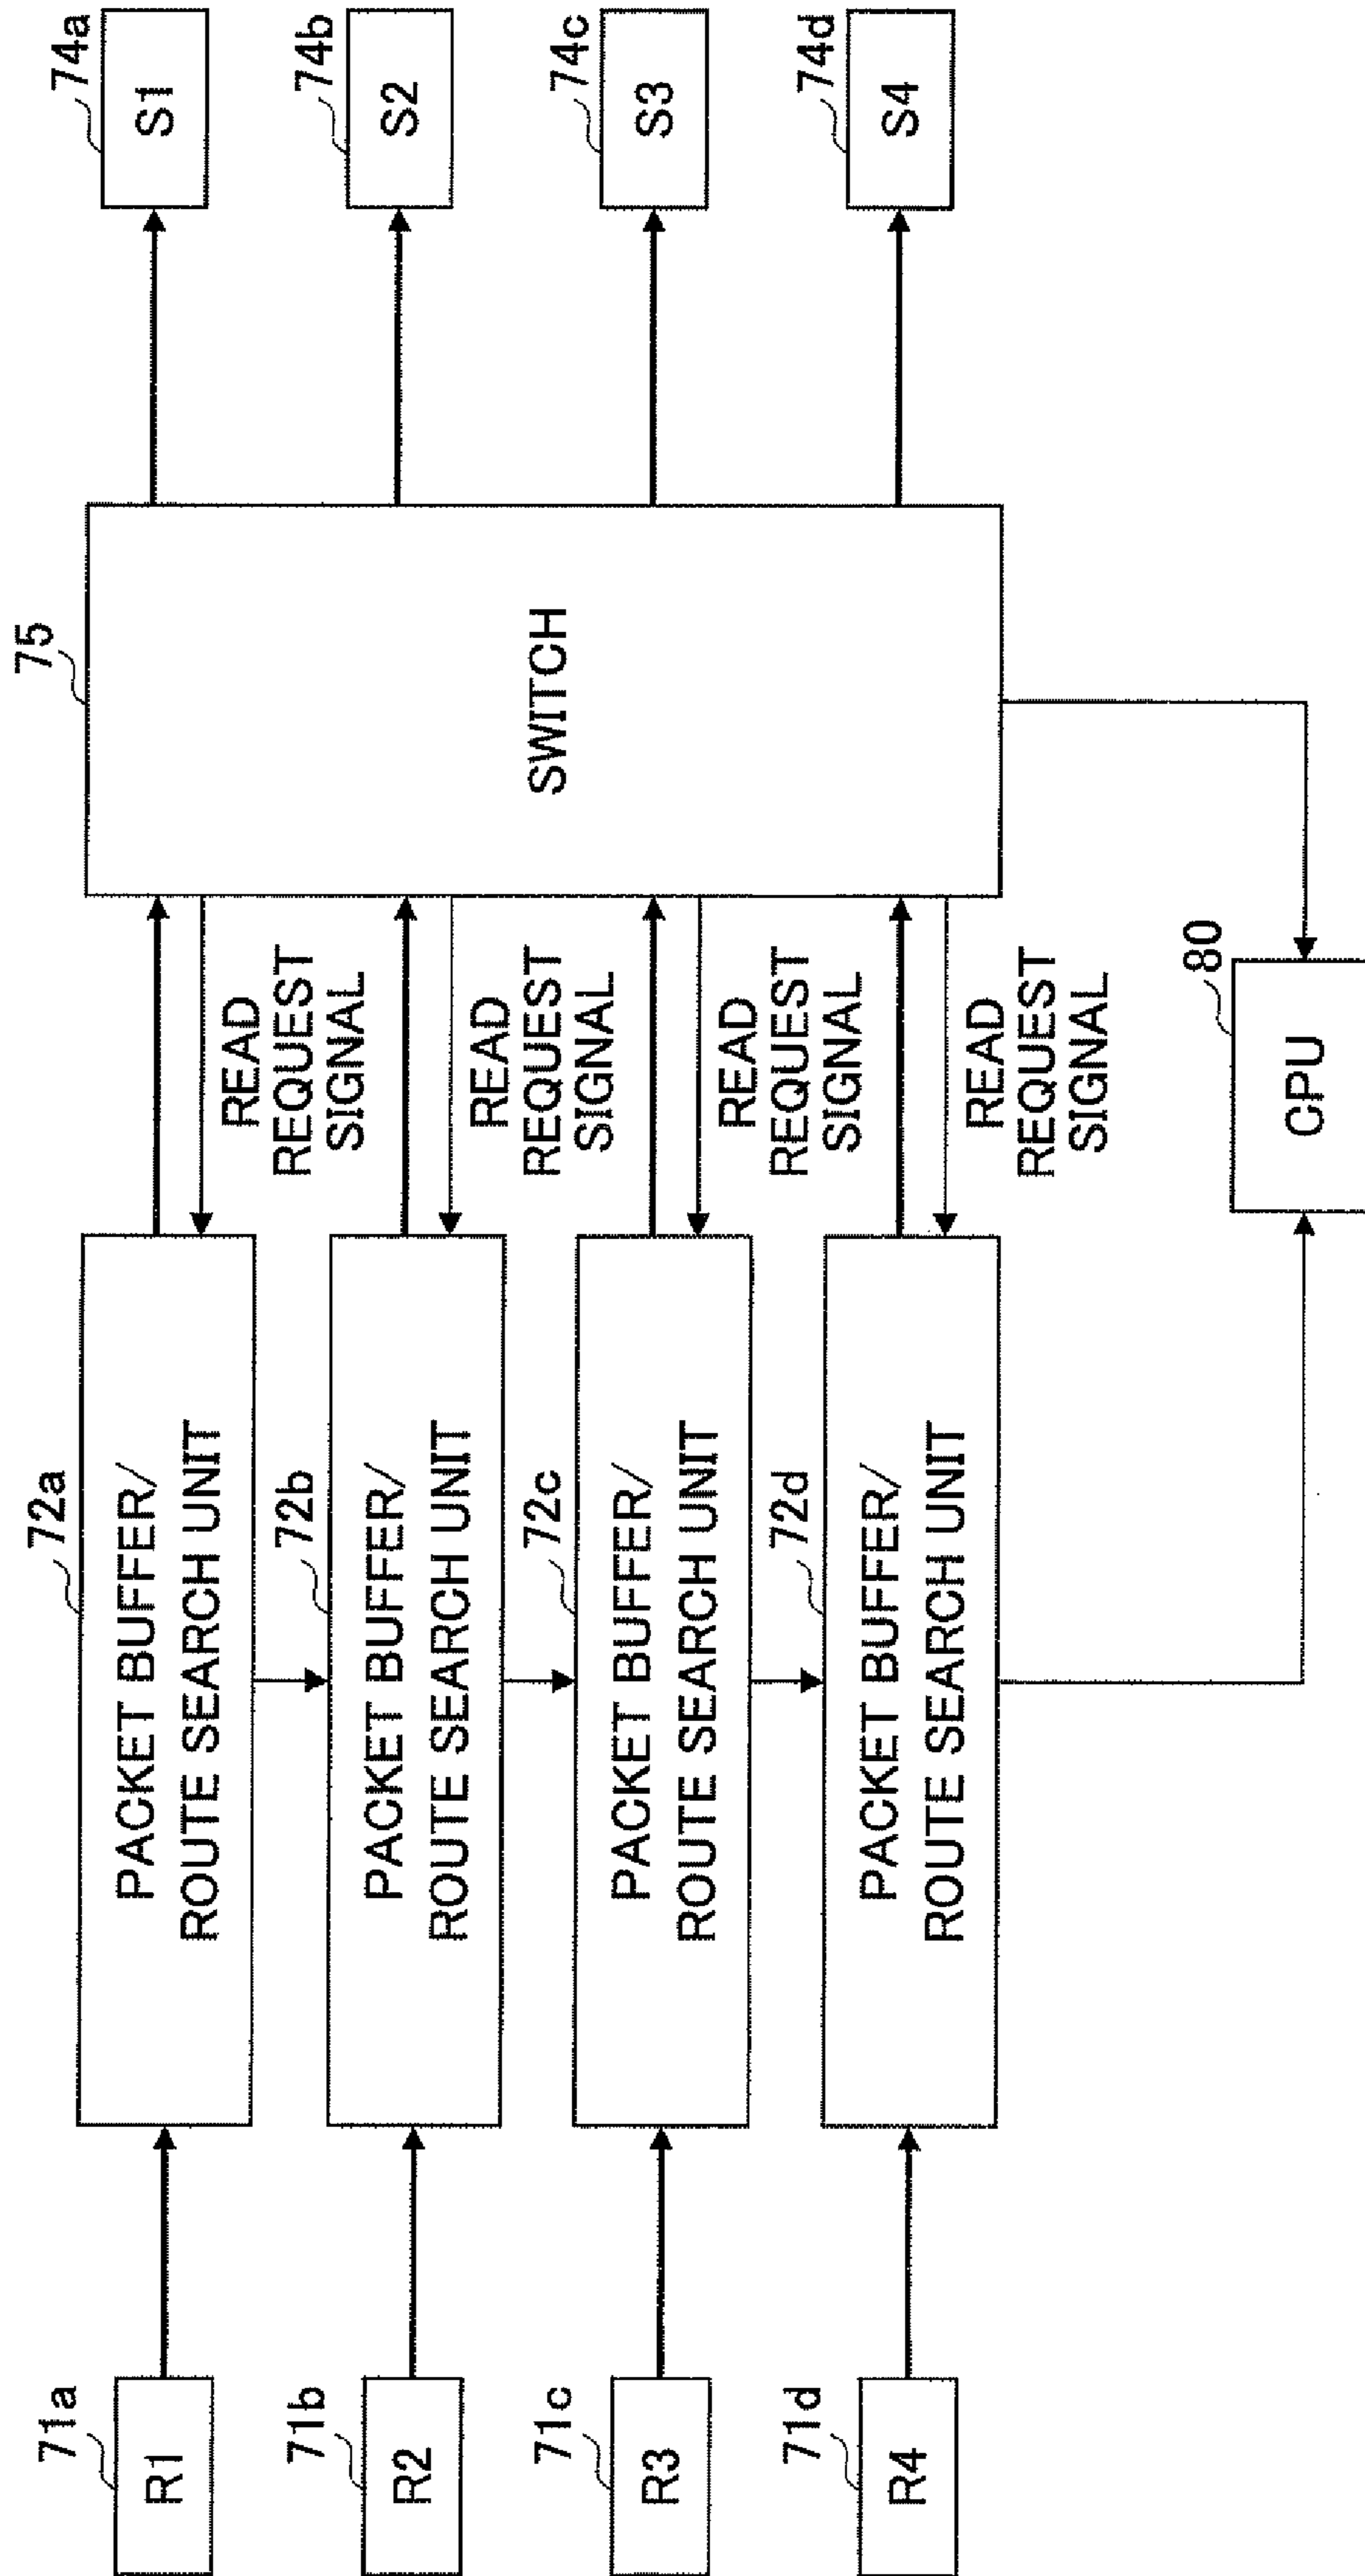 71a
R1
72a
PACKET BUFFER/
ROUTE SEARCH UNIT
READ
REQUEST
SIGNAL
75
SWITCH
74a
S1
71b
R2
72b
PACKET BUFFER/
ROUTE SEARCH UNIT
READ
REQUEST
SIGNAL
74b
S2
71c
R3
72c
PACKET BUFFER/
ROUTE SEARCH UNIT
READ
REQUEST
SIGNAL
74c
S3
71d
R4
72d
PACKET BUFFER/
ROUTE SEARCH UNIT
READ
REQUEST
SIGNAL
74d
S4
80
CPU